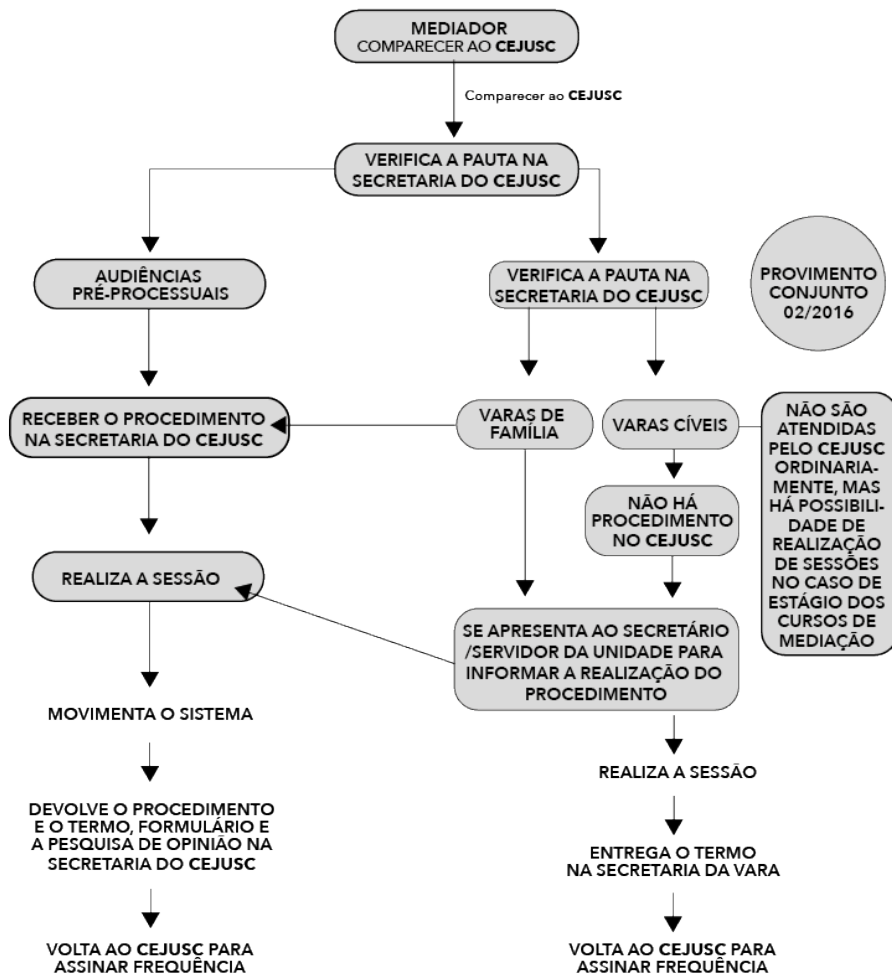 MEDIADOR
COMPARECER AO CEJUSC
Comparecer ao CEJUSC
VERIFICA A PAUTA NA
SECRETARIA DO CEJUSC
AUDIÊNCIAS
PRÉ-PROCESSUAIS
VERIFICA A PAUTA NA
SECRETARIA DO CEJUSC
PROVIMENTO
CONJUNTO
02/2016
RECEBER O PROCEDIMENTO
NA SECRETARIA DO CEJUSC
VARAS DE
FAMÍLIA
VARAS CÍVEIS
NÃO SÃO
ATENDIDAS
PELO CEJUSC
ORDINARIA-
MENTE, MAS
HÁ POSSIBILI-
DADE DE
REALIZAÇÃO
DE SESSÕES
NO CASO DE
ESTÁGIO DOS
CURSOS DE
MEDIAÇÃO
NÃO HÁ
PROCEDIMENTO
NO CEJUSC
REALIZA A SESSÃO
SE APRESENTA AO SECRETÁRIO
/SERVIDOR DA UNIDADE PARA
INFORMAR A REALIZAÇÃO DO
PROCEDIMENTO
MOVIMENTA O SISTEMA
REALIZA A SESSÃO
DEVOLVE O PROCEDIMENTO
E O TERMO, FORMULÁRIO E
A PESQUISA DE OPINIÃO NA
SECRETARIA DO CEJUSC
ENTREGA O TERMO
NA SECRETARIA DA VARA
VOLTA AO CEJUSC PARA
ASSINAR FREQUÊNCIA
VOLTA AO CEJUSC PARA
ASSINAR FREQUÊNCIA